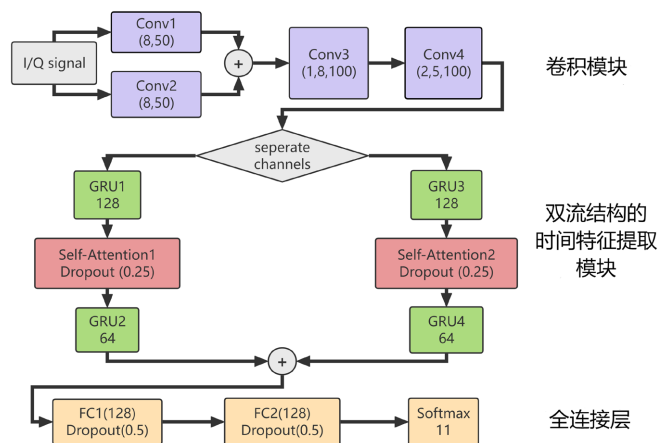 I/Q signal
Conv1
(8,50)
Conv2
(8,50)
+
Conv3
(1,8,100)
Conv4
(2,5,100)
卷积模块
seperate
channels
GRU1
128
Self-Attention1
Dropout (0.25)
GRU2
64
GRU3
128
Self-Attention2
Dropout (0.25)
GRU4
64
双流结构的
时间特征提取
模块
+
FC1(128)
Dropout(0.5)
FC2(128)
Dropout(0.5)
Softmax
11
全连接层